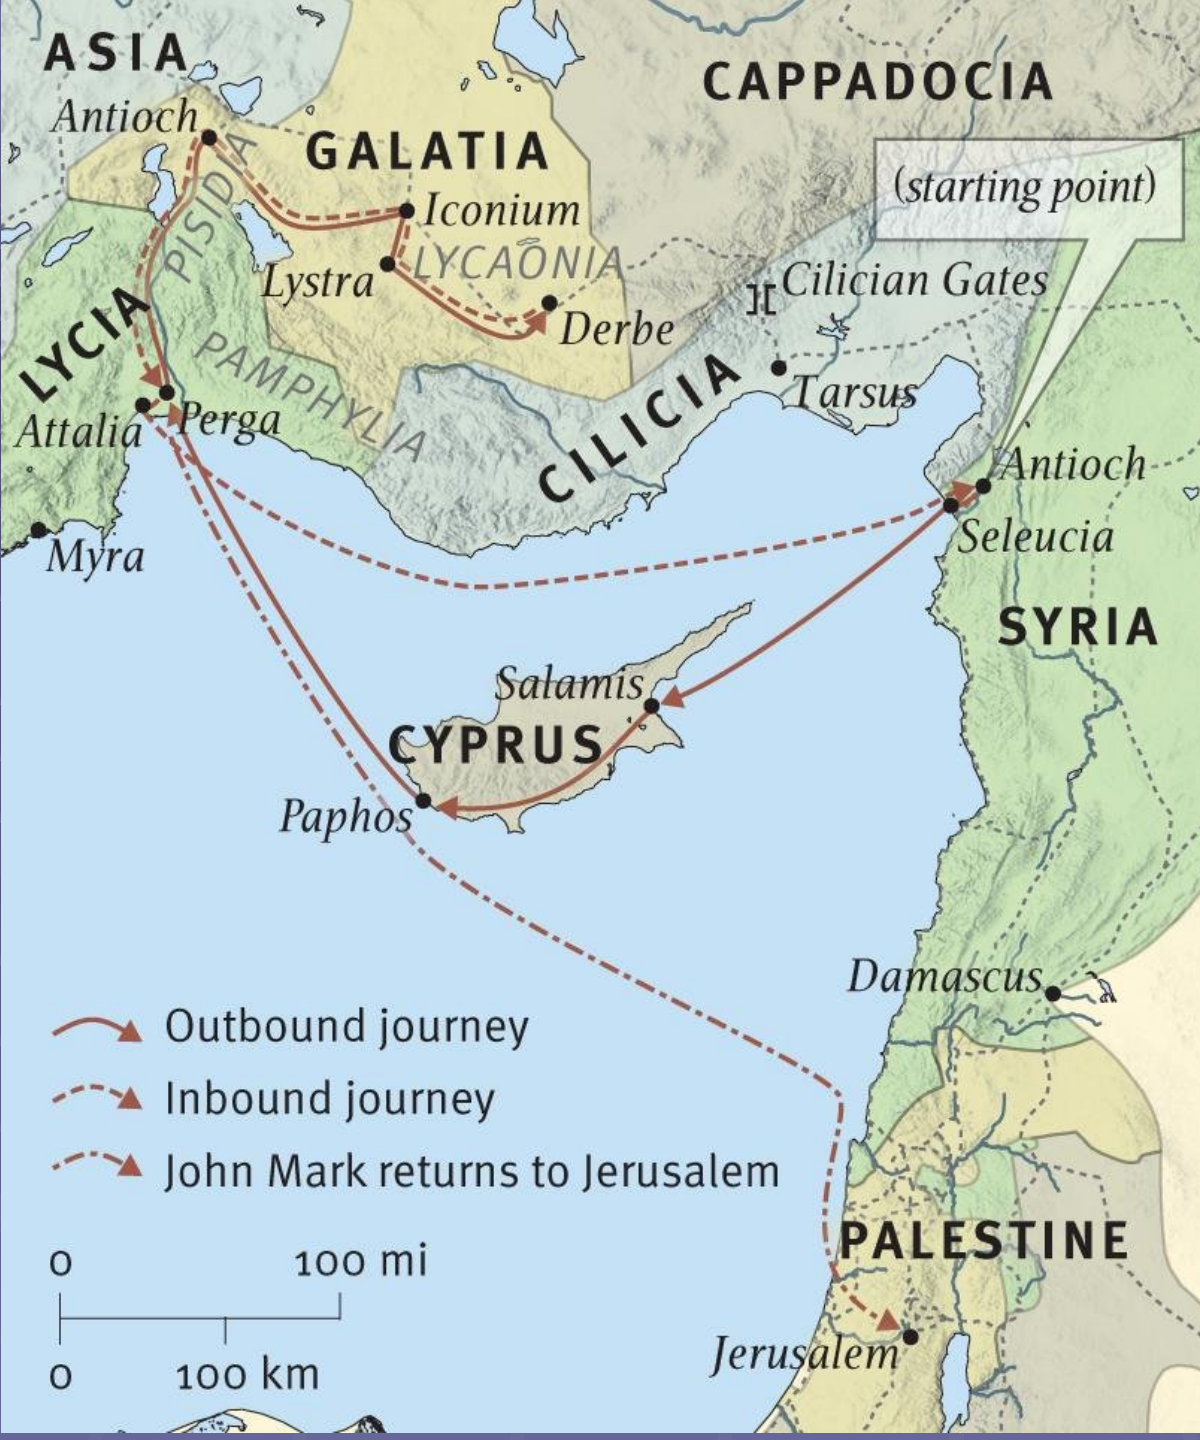 ASIA
CAPPADOCIA
Antioch
GALATIA
PISIDIA
(starting point)
Iconium
LYCAONIA
Lystra
Cilician Gates
Derbe
LYCIA
PAMPHYLIA
CILICIA
Tarsus
Attalia
Perga
Antioch
Seleucia
Myra
SYRIA
Salamis
CYPRUS
Paphos
Damascus
Outbound journey
Inbound journey
John Mark returns to Jerusalem
PALESTINE
0 100 mi
0 100 km
Jerusalem